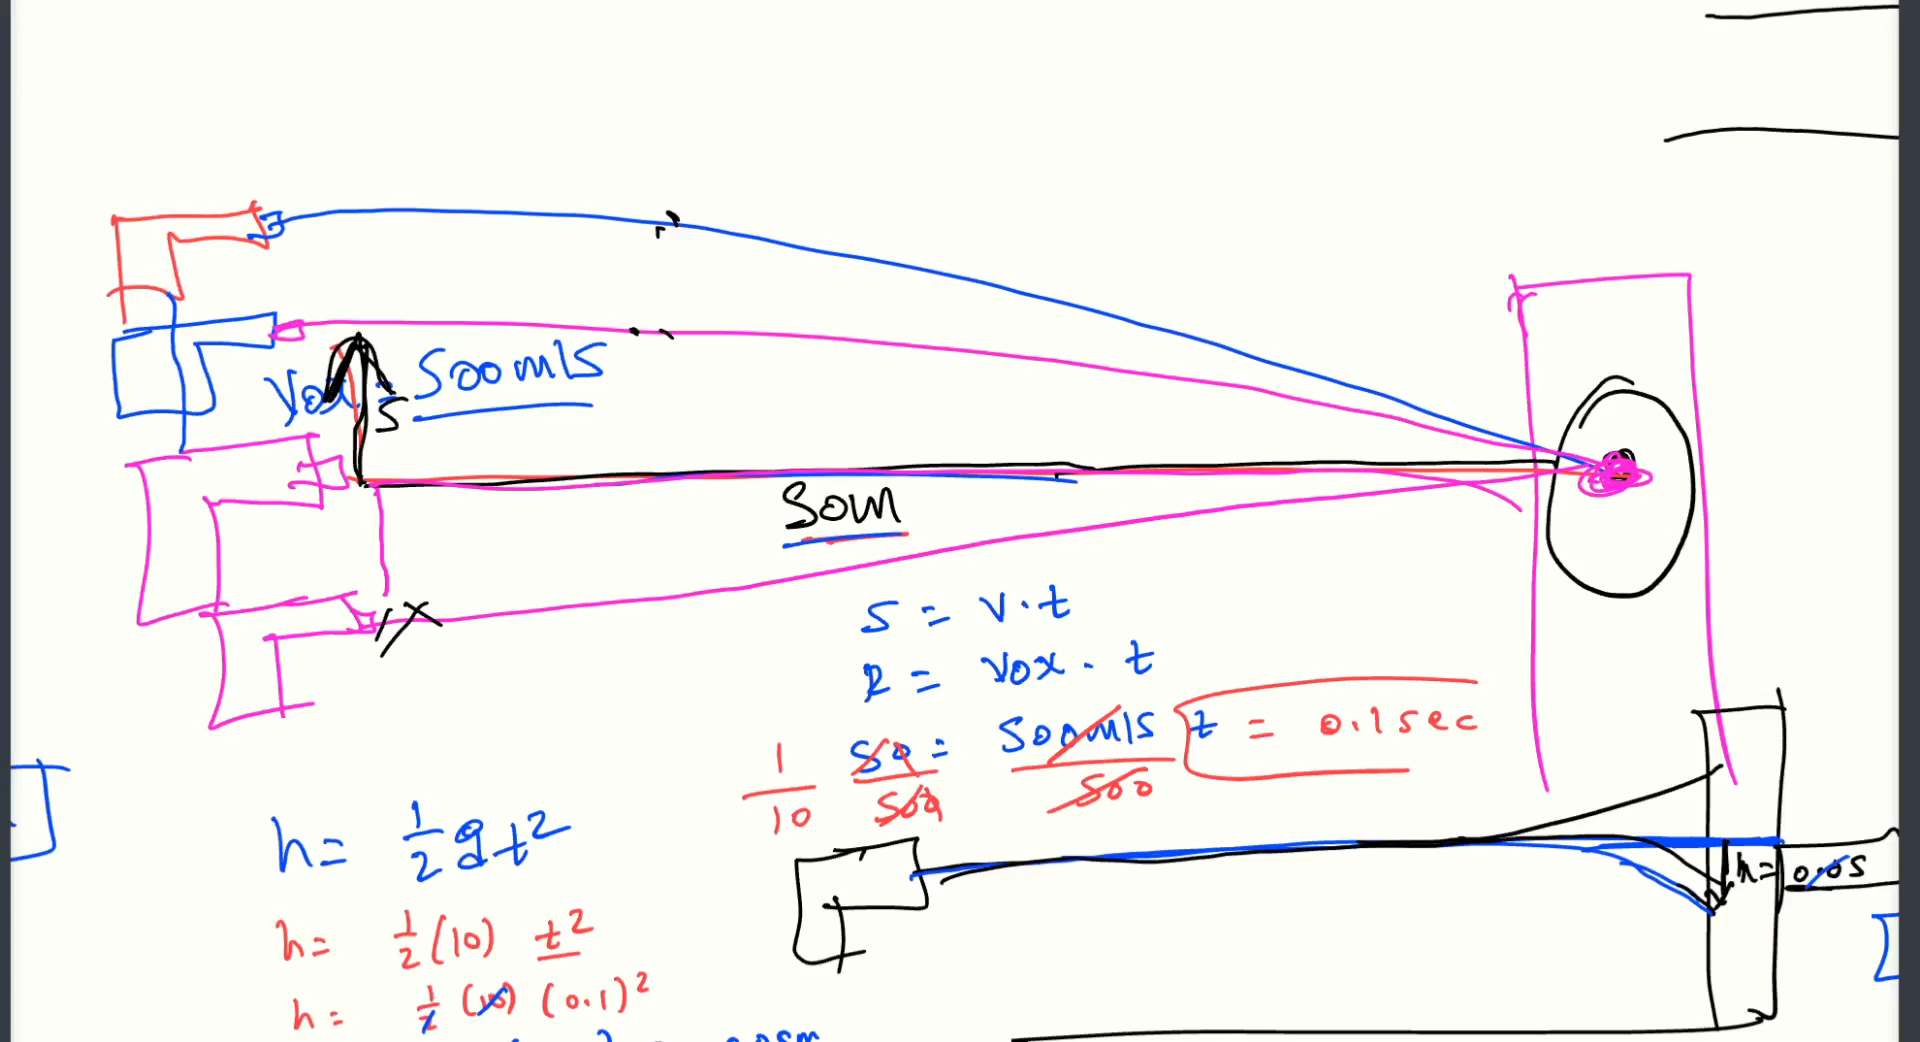 Vox = 500m/s
S
50m
S = V·t
R = Vox · t
50 = 500m/s t = 0.1sec
500 500
1/10
h= 1/2 g t²
h= 0.05
h= 1/2 (10) t²
h= 1/2 (10) (0.1)²